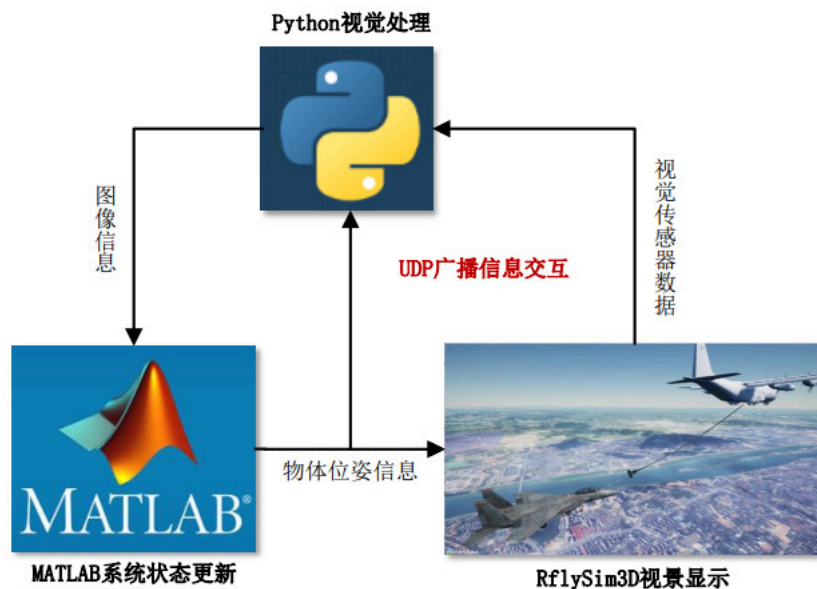 Python视觉处理
图像信息
UDP广播信息交互
视觉传感器数据
MATLAB®
物体位姿信息
MATLAB系统状态更新
RflySim3D视景显示